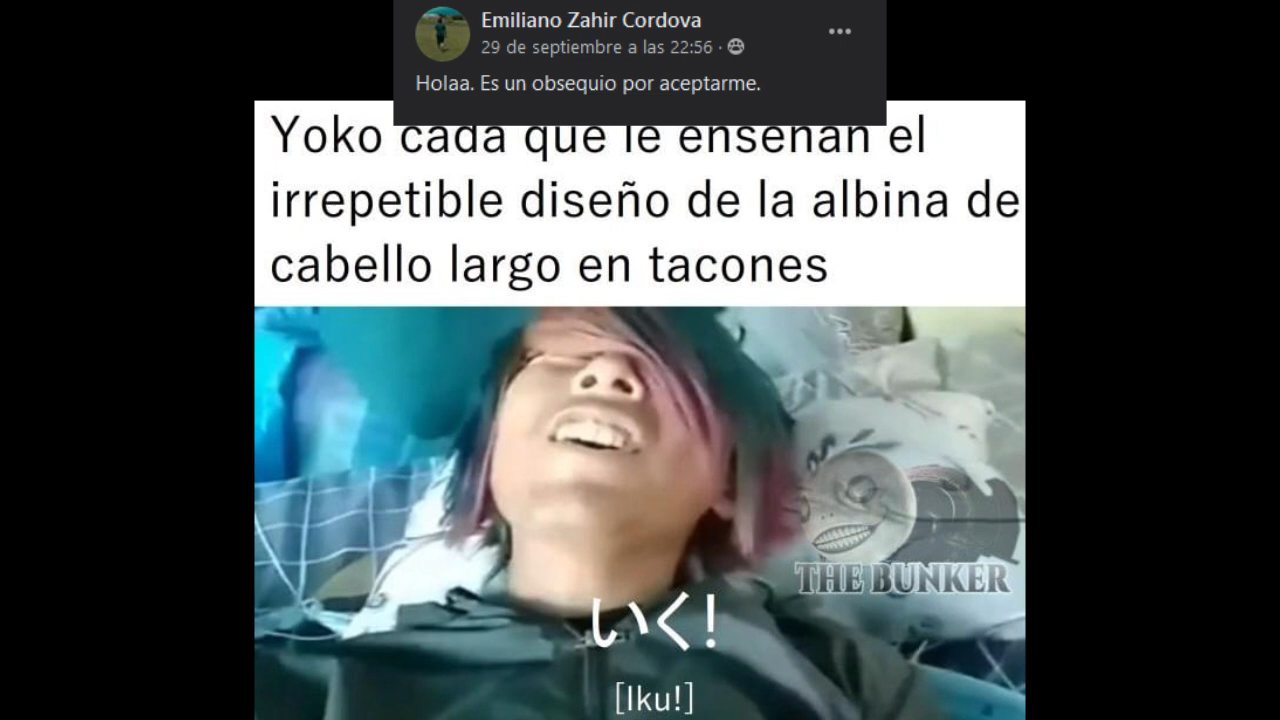 Emiliano Zahir Cordova
29 de septiembre a las 22:56 ·
Holaa. Es un obsequio por aceptarme.
Yoko cada que le enseñan el
irrepetible diseño de la albina de
cabello largo en tacones
THE BUNKER
いく!
[Iku!]